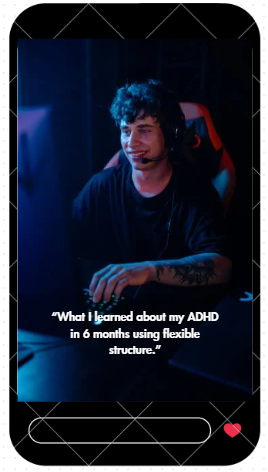 “What I learned about my ADHD
in 6 months using flexible
structure.”